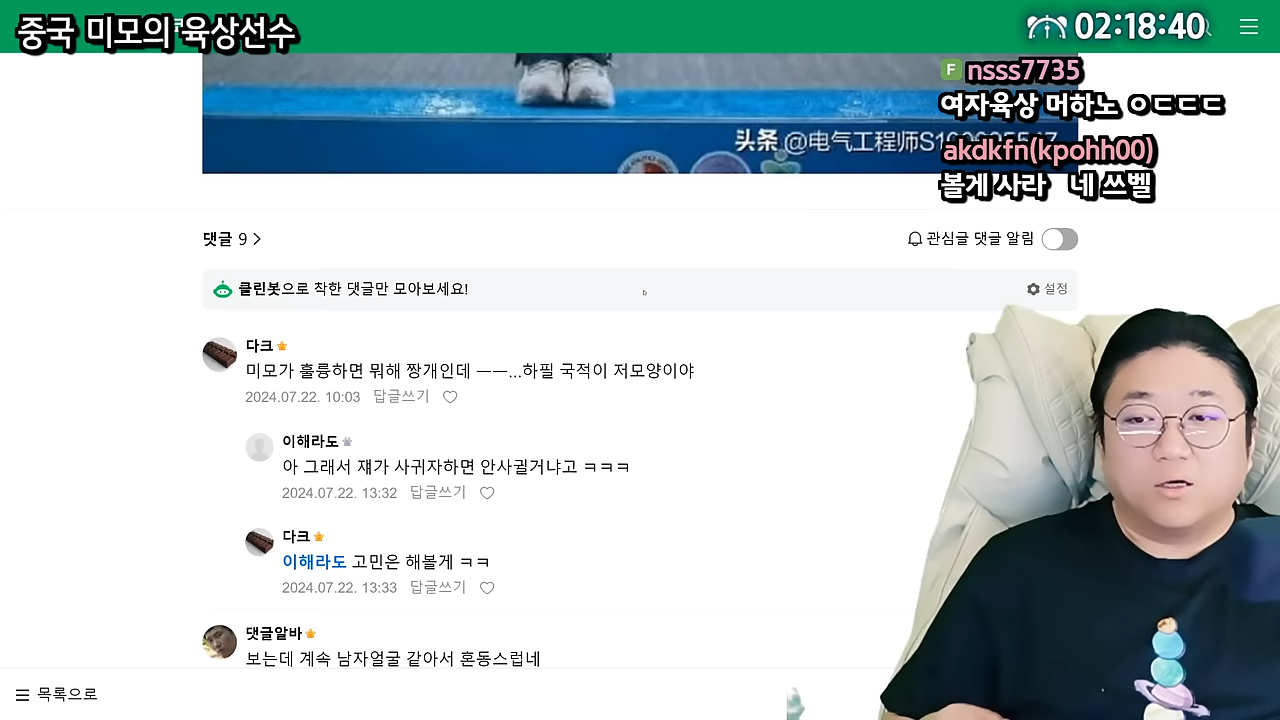 중국 미모의 육상선수
02:18:40
F nsss7735
여자육상 머하노 ㅇㄷㄷㄷ
akdkfn(kpohh00)
볼게 사라 네 쓰벨
头条 @电气工程师
댓글 9
관심글 댓글 알림
클린봇으로 착한 댓글만 모아보세요!
설정
다크
미모가 훌륭하면 뭐해 짱개인데 ㅡㅡ...하필 국적이 저모양이야
2024.07.22. 10:03 답글쓰기
이해라도
아 그래서 쟤가 사귀자하면 안사귈거냐고 ㅋㅋㅋ
2024.07.22. 13:32 답글쓰기
다크
이해라도 고민은 해볼게 ㅋㅋ
2024.07.22. 13:33 답글쓰기
댓글알바
보는데 계속 남자얼굴 같아서 혼동스럽네
목록으로